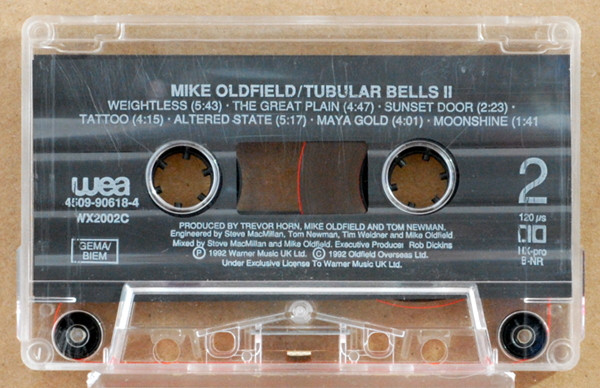 MIKE OLDFIELD/TUBULAR BELLS II
WEIGHTLESS (5:43) · THE GREAT PLAIN (4:47) · SUNSET DOOR (2:23) ·
TATTOO (4:15) · ALTERED STATE (5:17) · MAYA GOLD (4:01) · MOONSHINE (1:41
wea
4509-90618-4
WX2002C
GEMA/
BIEM
2
120 µs
HX-pro
B-NR
PRODUCED BY TREVOR HORN, MIKE OLDFIELD AND TOM NEWMAN.
Engineered by Steve MacMillan, Tom Newman, Tim Weidner and Mike Oldfield
Mixed by Stove MacMillan and Mike Oldfield. Executive Producer Rob Dickins
Ⓟ 1992 Warner Music UK Ltd. Ⓒ 1992 Oldfield Overseas Ltd.
Under Exclusive License To Warner Music UK Ltd.